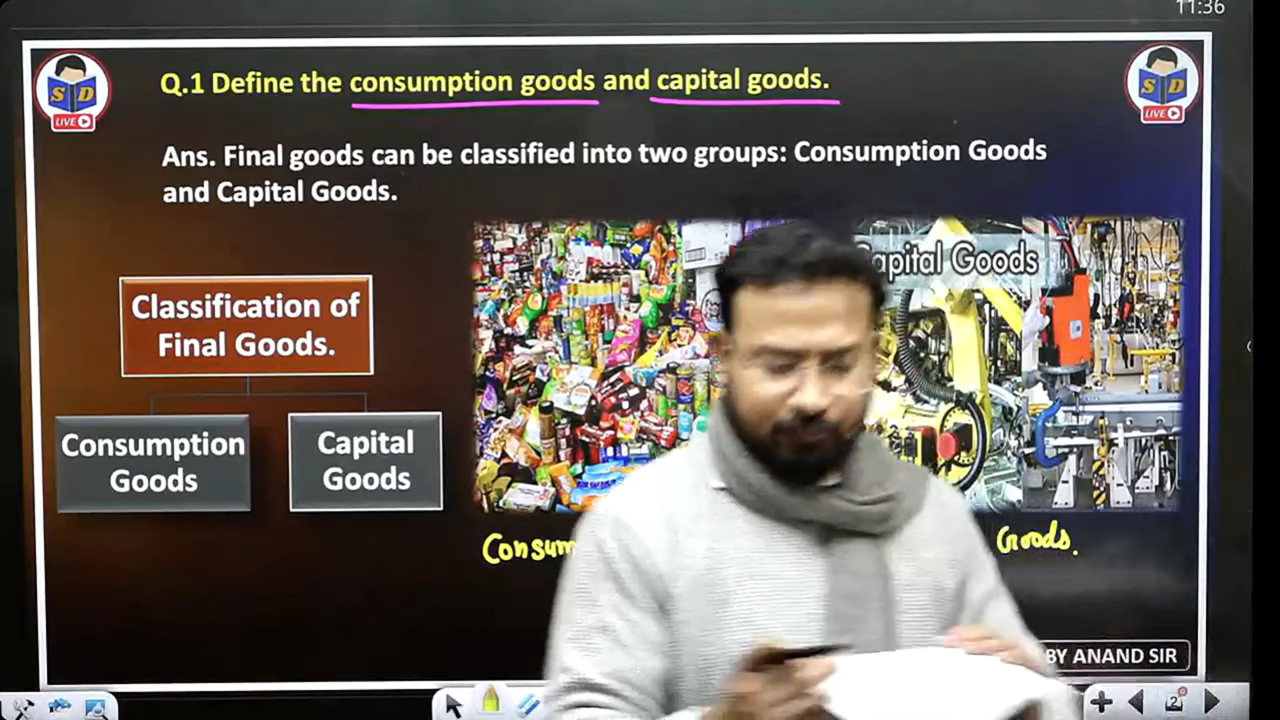 11:36
Q.1 Define the consumption goods and capital goods.
S D
LIVE
S D
LIVE
Ans. Final goods can be classified into two groups: Consumption Goods
and Capital Goods.
Capital Goods
Classification of
Final Goods.
Consumption
Goods
Capital
Goods
Goods.
BY ANAND SIR
2